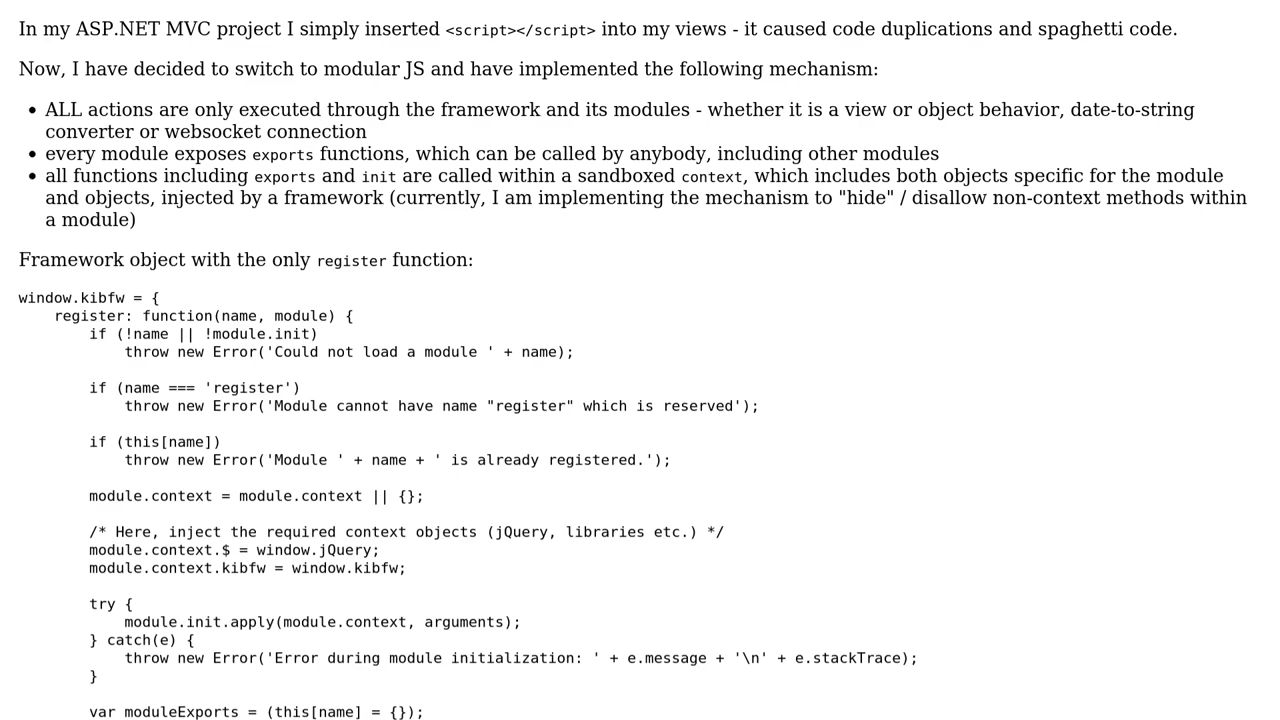 In my ASP.NET MVC project I simply inserted <script></script> into my views - it caused code duplications and spaghetti code.
Now, I have decided to switch to modular JS and have implemented the following mechanism:
• ALL actions are only executed through the framework and its modules - whether it is a view or object behavior, date-to-string
converter or websocket connection
• every module exposes exports functions, which can be called by anybody, including other modules
• all functions including exports and init are called within a sandboxed context, which includes both objects specific for the module
and objects, injected by a framework (currently, I am implementing the mechanism to "hide" / disallow non-context methods within
a module)
Framework object with the only register function:
window.kibfw = {
    register: function(name, module) {
        if (!name || !module.init)
            throw new Error('Could not load a module ' + name);
        if (name === 'register')
            throw new Error('Module cannot have name "register" which is reserved');
        if (this[name])
            throw new Error('Module ' + name + ' is already registered.');
        module.context = module.context || {};
        /* Here, inject the required context objects (jQuery, libraries etc.) */
        module.context.$ = window.jQuery;
        module.context.kibfw = window.kibfw;
        try {
            module.init.apply(module.context, arguments);
        } catch(e) {
            throw new Error('Error during module initialization: ' + e.message + '\n' + e.stackTrace);
        }
        var moduleExports = (this[name] = {});